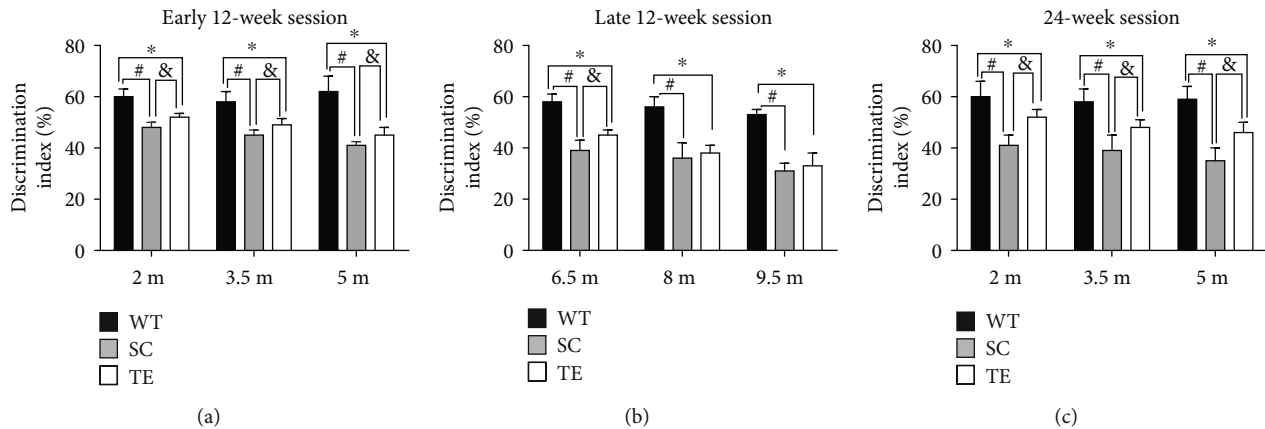 Early 12-week session
Discrimination
index (%)
80
60
40
20
0
*
#
&
*
#
&
*
#
&
2 m
3.5 m
5 m
WT
SC
TE
(a)
Late 12-week session
Discrimination
index (%)
80
60
40
20
0
*
#
&
*
#
*
#
6.5 m
8 m
9.5 m
WT
SC
TE
(b)
24-week session
Discrimination
index (%)
80
60
40
20
0
*
#
&
*
#
&
*
#
&
2 m
3.5 m
5 m
WT
SC
TE
(c)